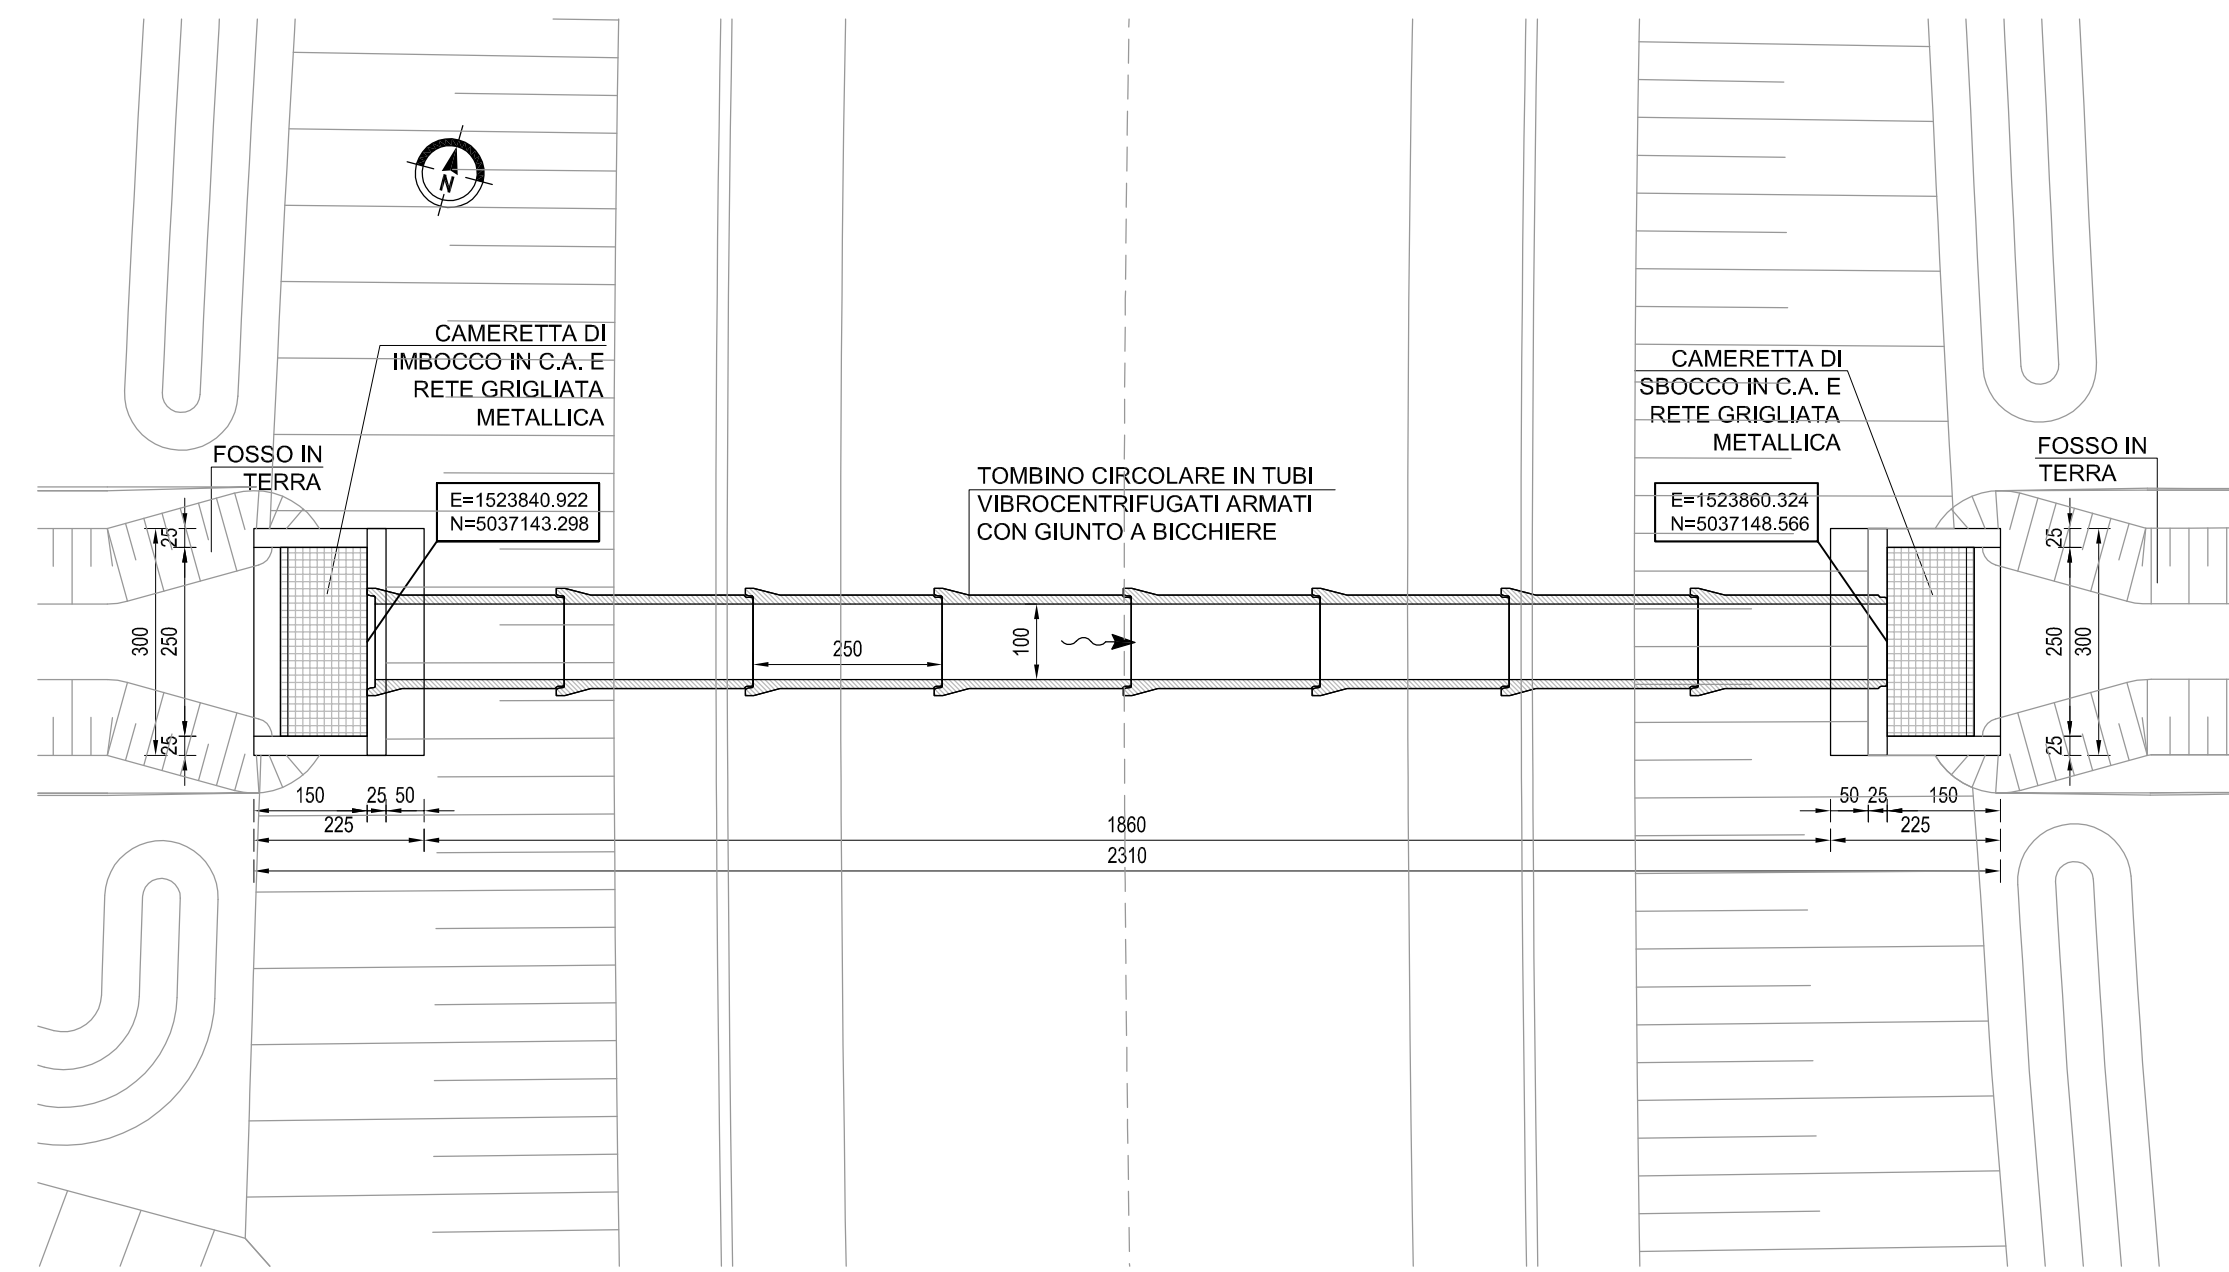 N
CAMERETTA DI
IMBOCCO IN C.A. E
RETE GRIGLIATA
METALLICA
CAMERETTA DI
SBOCCO IN C.A. E
RETE GRIGLIATA
METALLICA
FOSSO IN
TERRA
FOSSO IN
TERRA
E=1523840.922
N=5037143.298
TOMBINO CIRCOLARE IN TUBI
VIBROCENTRIFUGATI ARMATI
CON GIUNTO A BICCHIERE
E=1523860.324
N=5037148.566
25
300
250
25
250
100
25
250
300
25
150
25
50
225
1860
2310
50
25
150
225